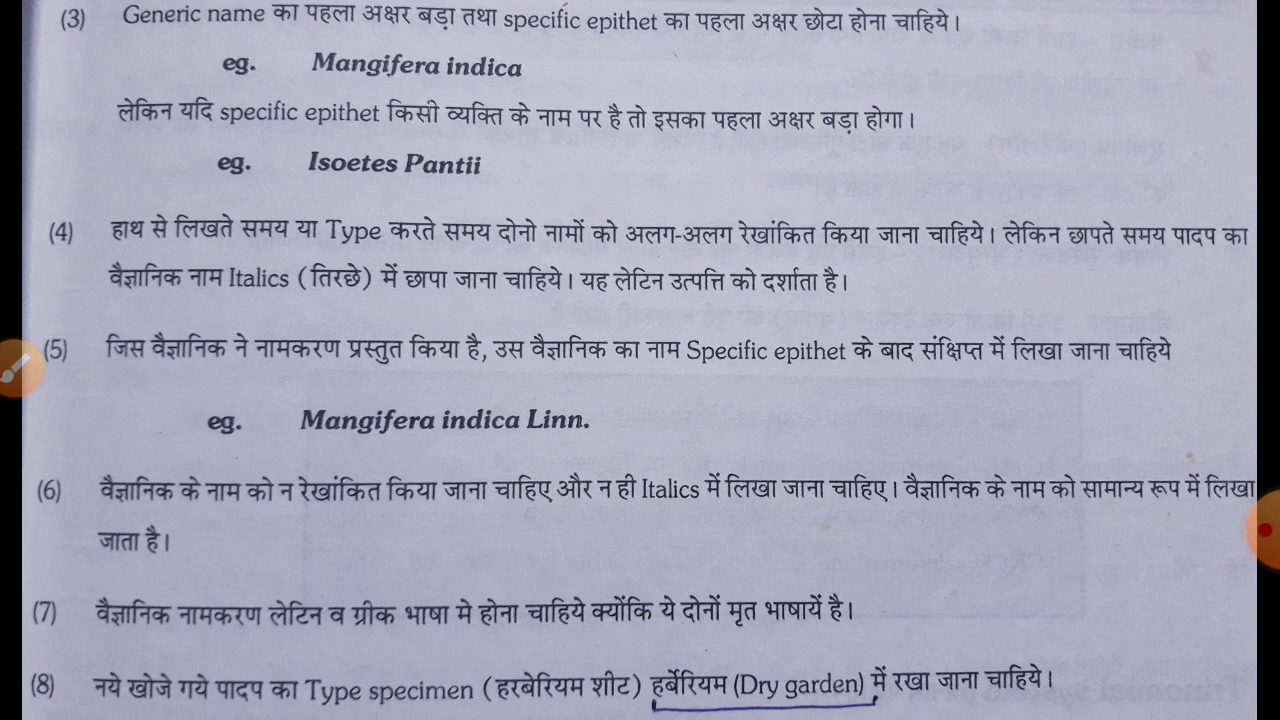 (3) Generic name का पहला अक्षर बड़ा तथा specific epithet का पहला अक्षर छोटा होना चाहिये।
eg. Mangifera indica
लेकिन यदि specific epithet किसी व्यक्ति के नाम पर है तो इसका पहला अक्षर बड़ा होगा।
eg. Isoetes Pantii
(4) हाथ से लिखते समय या Type करते समय दोनो नामों को अलग-अलग रेखांकित किया जाना चाहिये। लेकिन छापते समय पादप का
वैज्ञानिक नाम Italics (तिरछे) में छापा जाना चाहिये। यह लेटिन उत्पत्ति को दर्शाता है।
(5) जिस वैज्ञानिक ने नामकरण प्रस्तुत किया है, उस वैज्ञानिक का नाम Specific epithet के बाद संक्षिप्त में लिखा जाना चाहिये
eg. Mangifera indica Linn.
(6) वैज्ञानिक के नाम को न रेखांकित किया जाना चाहिए और न ही Italics में लिखा जाना चाहिए। वैज्ञानिक के नाम को सामान्य रूप में लिखा
जाता है।
(7) वैज्ञानिक नामकरण लेटिन व ग्रीक भाषा मे होना चाहिये क्योंकि ये दोनों मृत भाषायें है।
(8) नये खोजे गये पादप का Type specimen (हरबेरियम शीट) हर्बेरियम (Dry garden) में रखा जाना चाहिये।